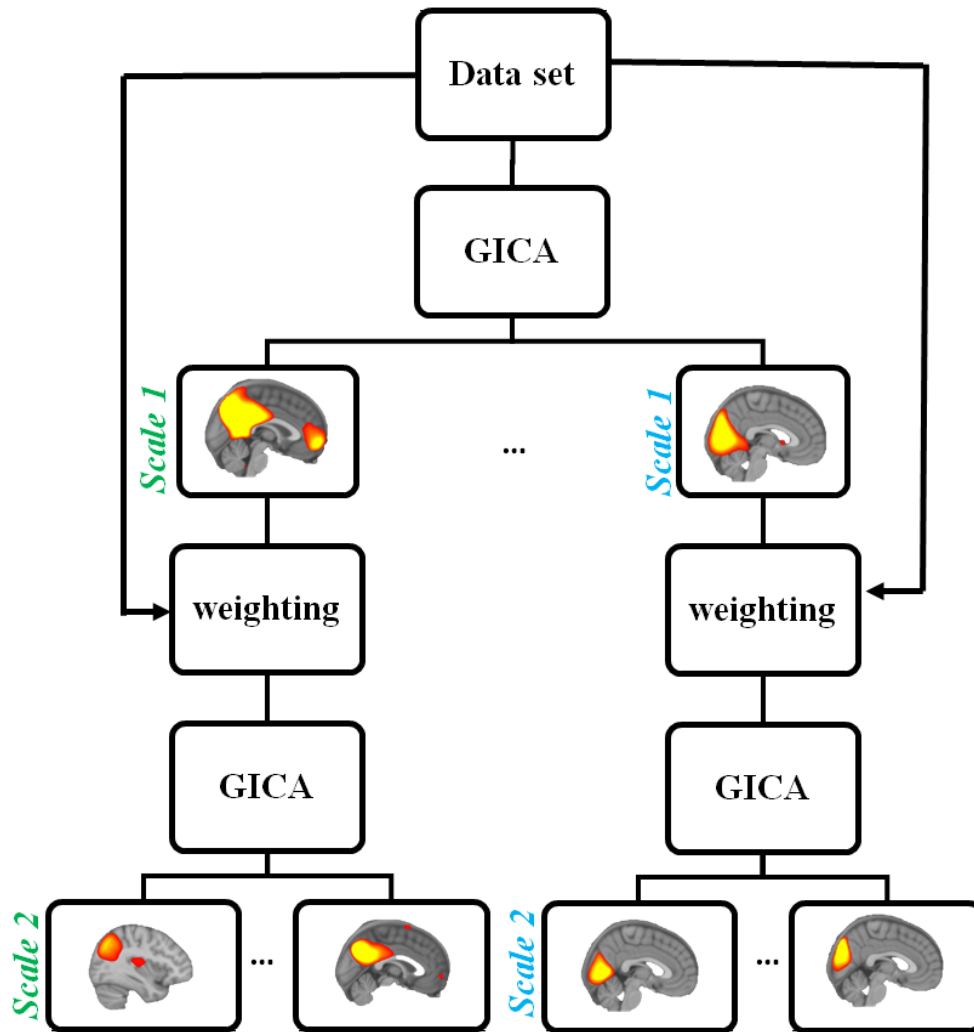 Data set
GICA
Scale 1
...
Scale 1
weighting
weighting
GICA
GICA
Scale 2
...
Scale 2
...